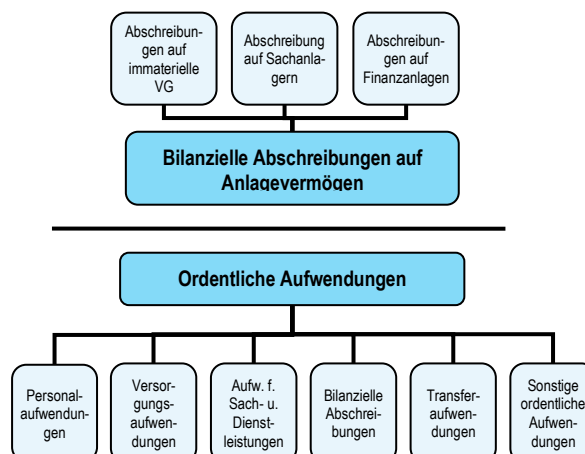 Abschreibun-
gen auf
immaterielle
VG
Abschreibung
auf Sachanla-
gern
Abschreibun-
gen auf
Finanzanlagen
Bilanzielle Abschreibungen auf
Anlagevermögen
Ordentliche Aufwendungen
Personal-
aufwendun-
gen
Versor-
gungs-
aufwen-
dungen
Aufw. f.
Sach- u.
Dienst-
leistungen
Bilanzielle
Abschrei-
bungen
Transfer-
aufwen-
dungen
Sonstige
ordentliche
Aufwen-
dungen